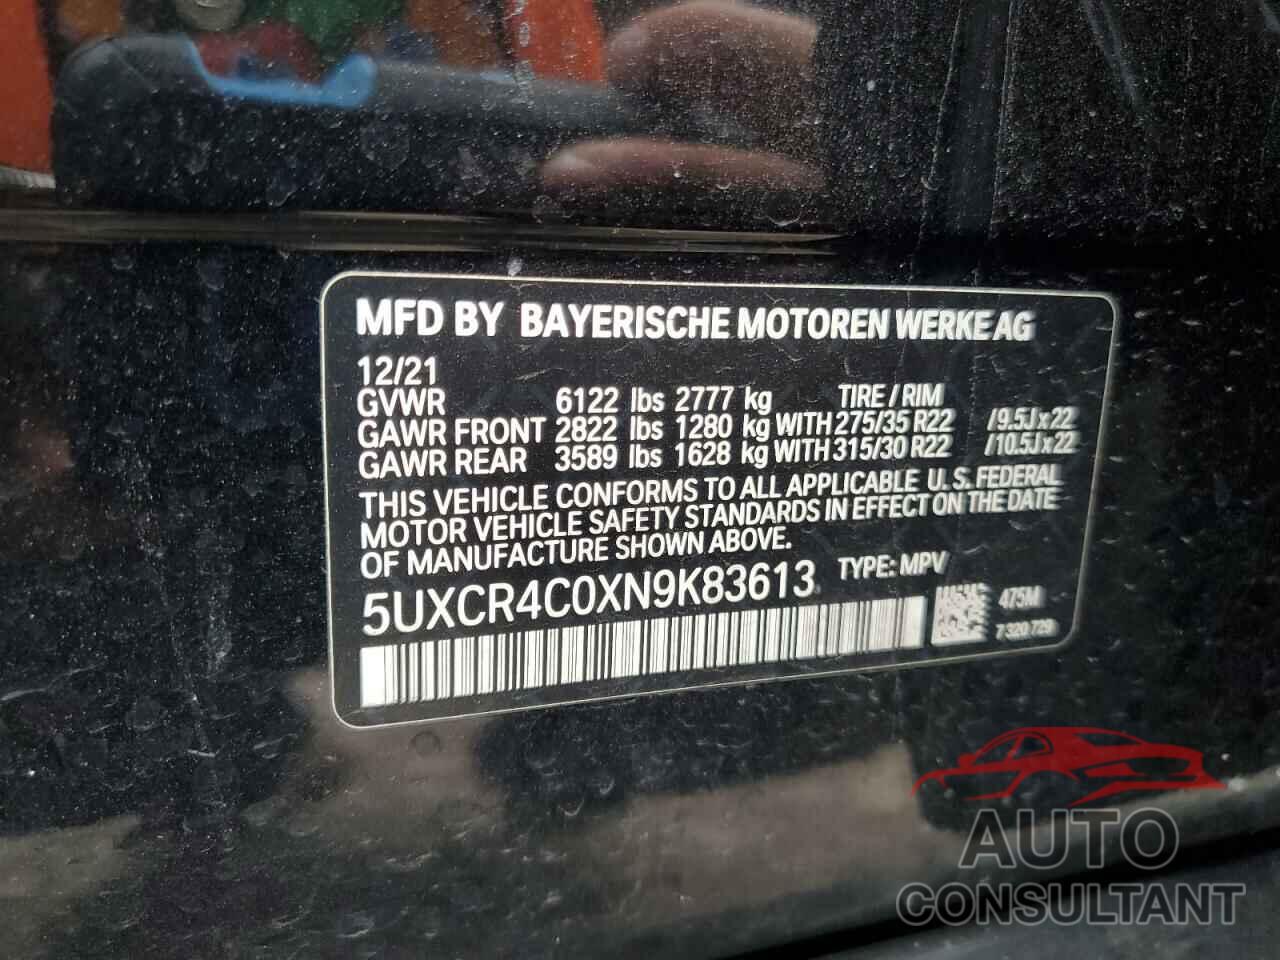 MFD BY BAYERISCHE MOTOREN WERKE AG
12/21
GVWR 6122 lbs 2777 kg TIRE / RIM
GAWR FRONT 2822 lbs 1280 kg WITH 275/35 R22 /9.5Jx22
GAWR REAR 3589 lbs 1628 kg WITH 315/30 R22 /10.5Jx22
THIS VEHICLE CONFORMS TO ALL APPLICABLE U.S. FEDERAL
MOTOR VEHICLE SAFETY STANDARDS IN EFFECT ON THE DATE
OF MANUFACTURE SHOWN ABOVE.
5UXCR4C0XN9K83613 TYPE: MPV
475M
7 320 729
AUTO
CONSULTANT